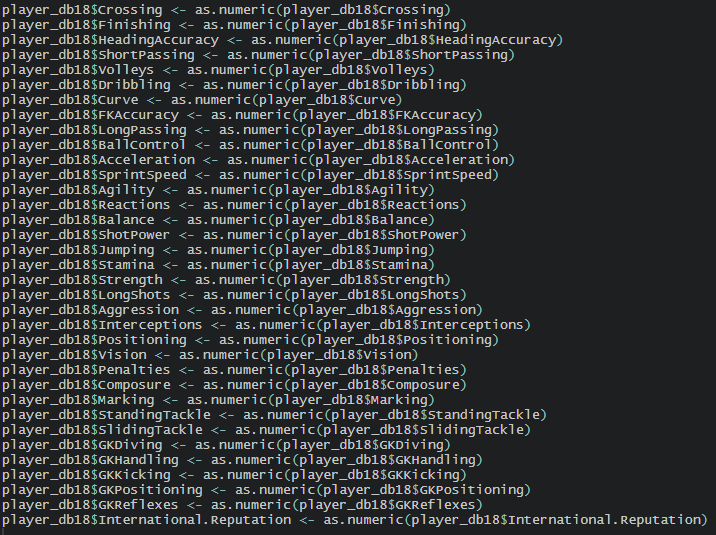 player_db18$Crossing <- as.numeric(player_db18$Crossing)
player_db18$Finishing <- as.numeric(player_db18$Finishing)
player_db18$HeadingAccuracy <- as.numeric(player_db18$HeadingAccuracy)
player_db18$ShortPassing <- as.numeric(player_db18$ShortPassing)
player_db18$Volleys <- as.numeric(player_db18$Volleys)
player_db18$Dribbling <- as.numeric(player_db18$Dribbling)
player_db18$Curve <- as.numeric(player_db18$Curve)
player_db18$FKAccuracy <- as.numeric(player_db18$FKAccuracy)
player_db18$LongPassing <- as.numeric(player_db18$LongPassing)
player_db18$BallControl <- as.numeric(player_db18$BallControl)
player_db18$Acceleration <- as.numeric(player_db18$Acceleration)
player_db18$SprintSpeed <- as.numeric(player_db18$SprintSpeed)
player_db18$Agility <- as.numeric(player_db18$Agility)
player_db18$Reactions <- as.numeric(player_db18$Reactions)
player_db18$Balance <- as.numeric(player_db18$Balance)
player_db18$ShotPower <- as.numeric(player_db18$ShotPower)
player_db18$Jumping <- as.numeric(player_db18$Jumping)
player_db18$Stamina <- as.numeric(player_db18$Stamina)
player_db18$Strength <- as.numeric(player_db18$Strength)
player_db18$LongShots <- as.numeric(player_db18$LongShots)
player_db18$Aggression <- as.numeric(player_db18$Aggression)
player_db18$Interceptions <- as.numeric(player_db18$Interceptions)
player_db18$Positioning <- as.numeric(player_db18$Positioning)
player_db18$Vision <- as.numeric(player_db18$Vision)
player_db18$Penalties <- as.numeric(player_db18$Penalties)
player_db18$Composure <- as.numeric(player_db18$Composure)
player_db18$Marking <- as.numeric(player_db18$Marking)
player_db18$StandingTackle <- as.numeric(player_db18$StandingTackle)
player_db18$SlidingTackle <- as.numeric(player_db18$SlidingTackle)
player_db18$GKDiving <- as.numeric(player_db18$GKDiving)
player_db18$GKHandling <- as.numeric(player_db18$GKHandling)
player_db18$GKKicking <- as.numeric(player_db18$GKKicking)
player_db18$GKPositioning <- as.numeric(player_db18$GKPositioning)
player_db18$GKReflexes <- as.numeric(player_db18$GKReflexes)
player_db18$International.Reputation <- as.numeric(player_db18$International.Reputation)